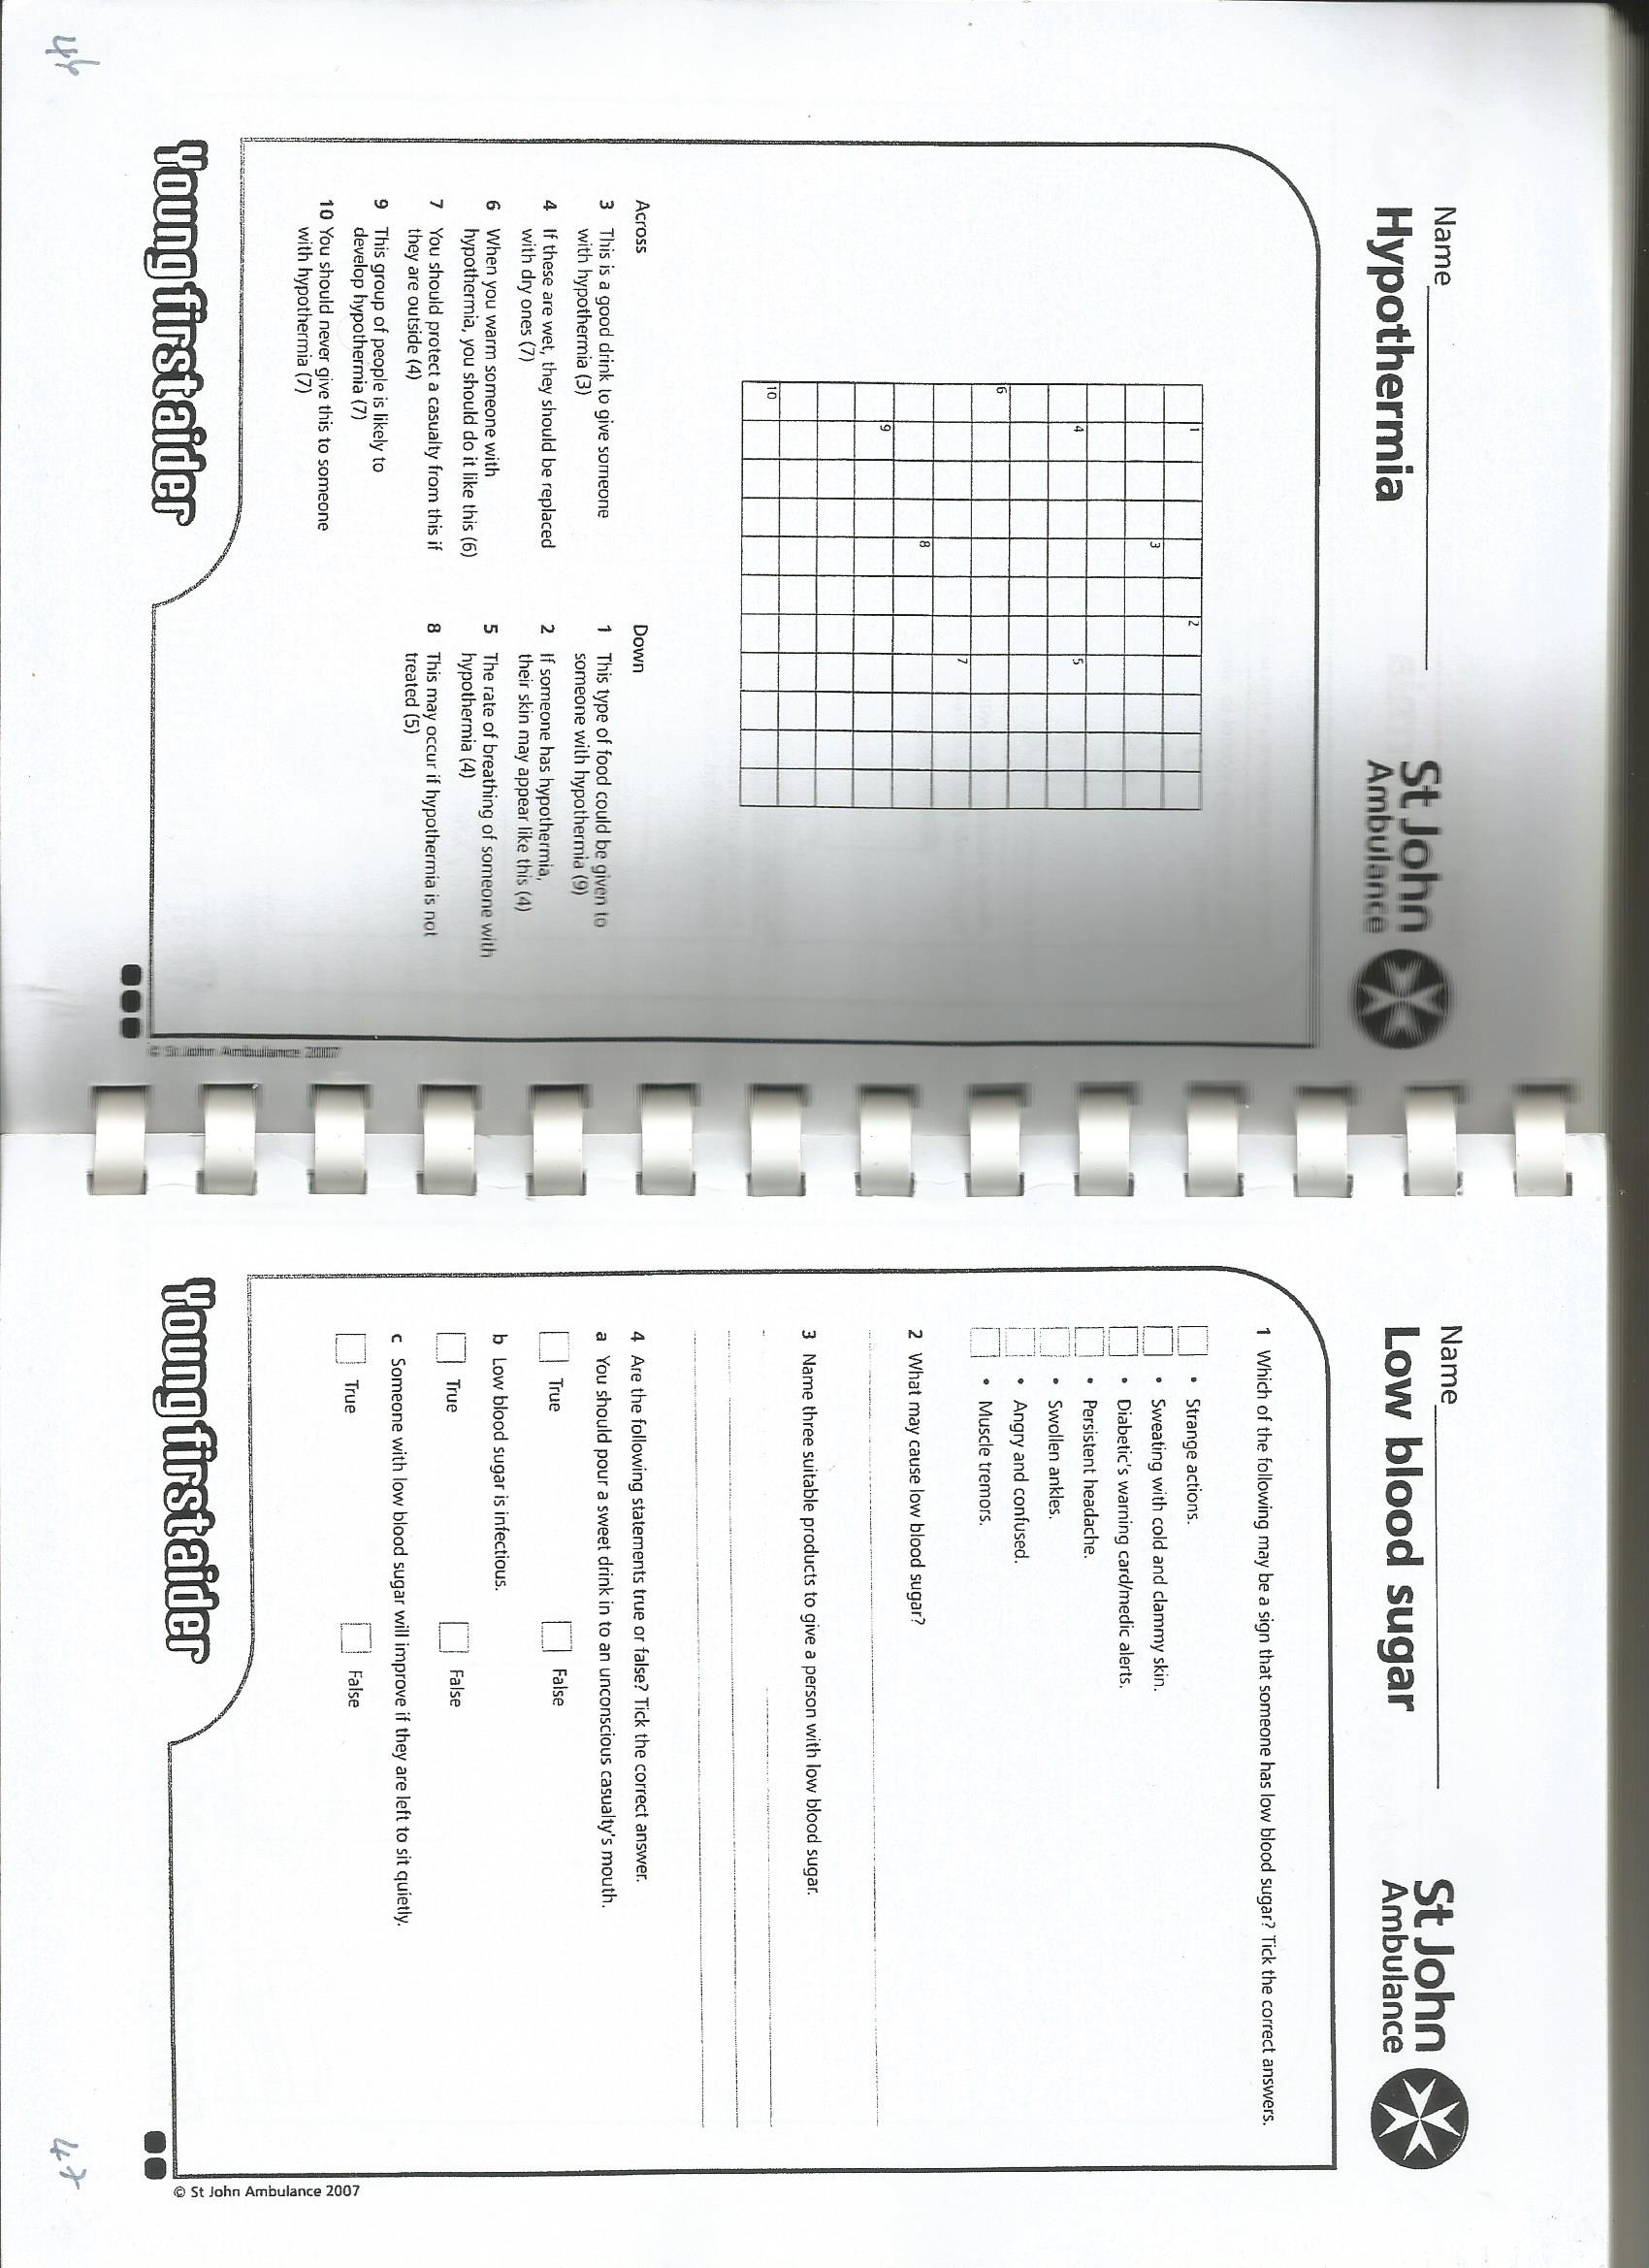 Name
Hypothermia
St John
Ambulance
1
2
3
4
5
6
7
8
9
10
Across
3 This is a good drink to give someone
with hypothermia (3)
4 If these are wet, they should be replaced
with dry ones (7)
6 When you warm someone with
hypothermia, you should do it like this (6)
7 You should protect a casualty from this if
they are outside (4)
9 This group of people is likely to
develop hypothermia (7)
10 You should never give this to someone
with hypothermia (7)
Down
1 This type of food could be given to
someone with hypothermia (9)
2 If someone has hypothermia,
their skin may appear like this (4)
5 The rate of breathing of someone with
hypothermia (4)
8 This may occur if hypothermia is not
treated (5)
Young first aider
© St John Ambulance 2007
46
Name
Low blood sugar
St John
Ambulance
1 Which of the following may be a sign that someone has low blood sugar? Tick the correct answers.
• Strange actions.
• Sweating with cold and clammy skin.
• Diabetic's warning card/medic alerts.
• Persistent headache.
• Swollen ankles.
• Angry and confused.
• Muscle tremors.
2 What may cause low blood sugar?
3 Name three suitable products to give a person with low blood sugar.
4 Are the following statements true or false? Tick the correct answer.
a You should pour a sweet drink in to an unconscious casualty's mouth.
True False
b Low blood sugar is infectious.
True False
c Someone with low blood sugar will improve if they are left to sit quietly.
True False
Young first aider
© St John Ambulance 2007
47